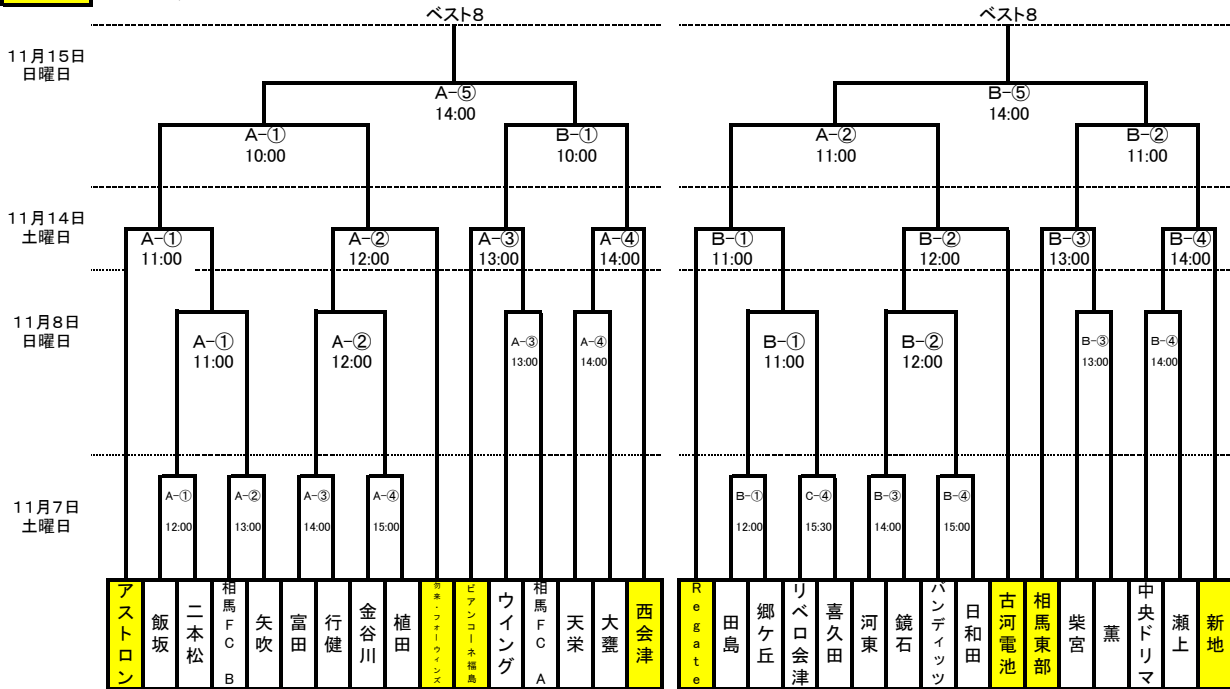 ベスト8 ベスト8
11月15日
日曜日
A-⑤ B-⑤
14:00 14:00
A-① B-① A-② B-②
10:00 10:00 11:00 11:00
11月14日
土曜日
A-① A-② A-③ A-④ B-① B-② B-③ B-④
11:00 12:00 13:00 14:00 11:00 12:00 13:00 14:00
11月8日
日曜日
A-① A-② A-③ A-④ B-① B-② B-③ B-④
11:00 12:00 13:00 14:00 11:00 12:00 13:00 14:00
11月7日
土曜日
A-① A-② A-③ A-④ B-① C-④ B-③ B-④
12:00 13:00 14:00 15:00 12:00 15:30 14:00 15:00
アストロン
飯坂
二本松
相馬FC B
矢吹
富田
行健
金谷川
植田
勿来・フォーウィンズ
ビアンコーネ福島
ウイング
相馬FC A
天栄
大甕
西会津
Regate
田島
郷ケ丘
リベロ会津
喜久田
河東
鏡石
バンディッツ
日和田
古河電池
相馬東部
柴宮
薫
中央ドリマ
瀬上
新地